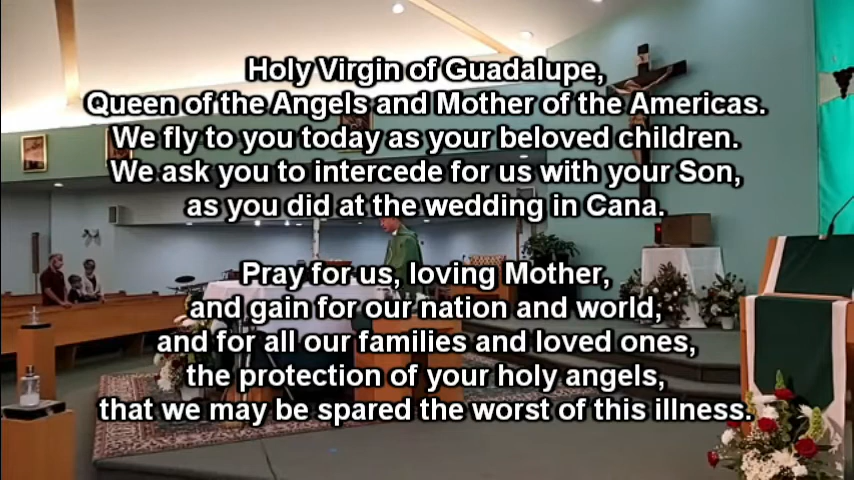 Holy Virgin of Guadalupe,
Queen of the Angels and Mother of the Americas.
We fly to you today as your beloved children.
We ask you to intercede for us with your Son,
as you did at the wedding in Cana.
Pray for us, loving Mother,
and gain for our nation and world,
and for all our families and loved ones,
the protection of your holy angels,
that we may be spared the worst of this illness.